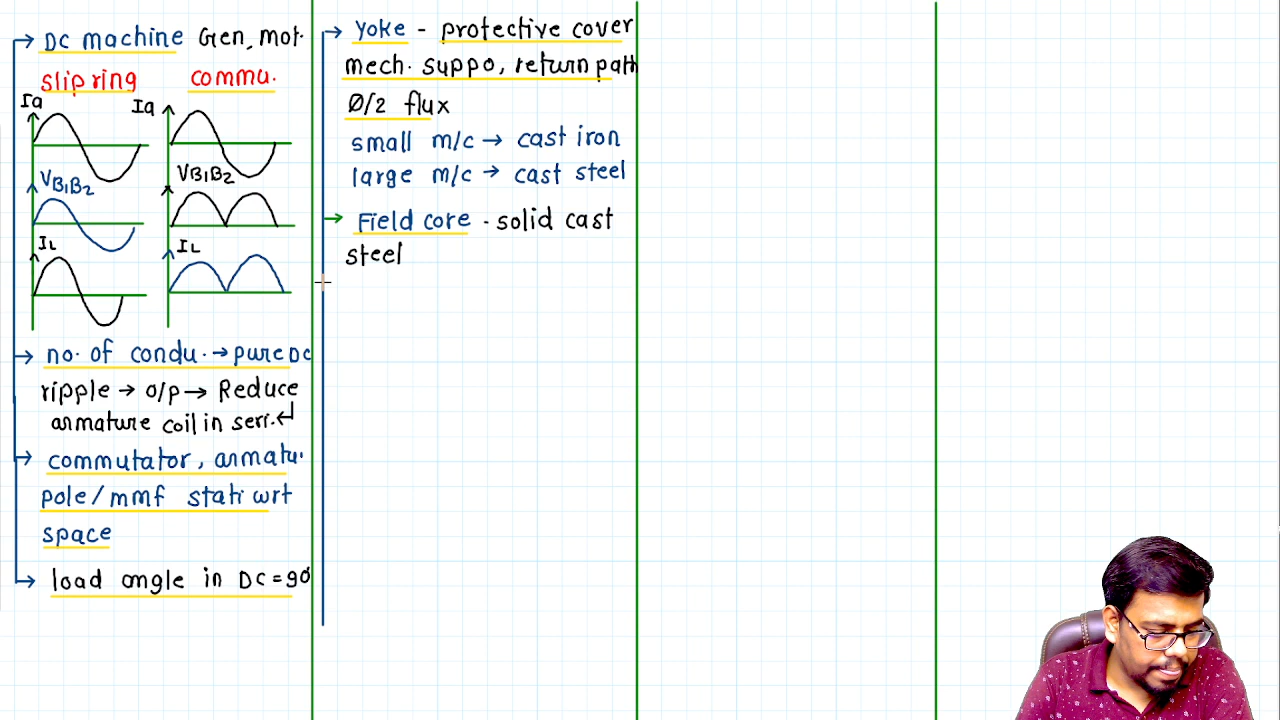 DC machine Gen, mot.
slip ring commu.
Ia Ia
VB1B2 VB1B2
IL IL
no. of condu. → pure DC
ripple → o/p → Reduce
armature coil in seri. ↵
commutator, armatu.
pole/mmf stati wrt
space
load angle in DC = 90°
Yoke - protective cover
mech. suppo, return path
Ø/2 flux
small m/c → cast iron
large m/c → cast steel
Field core - solid cast
steel